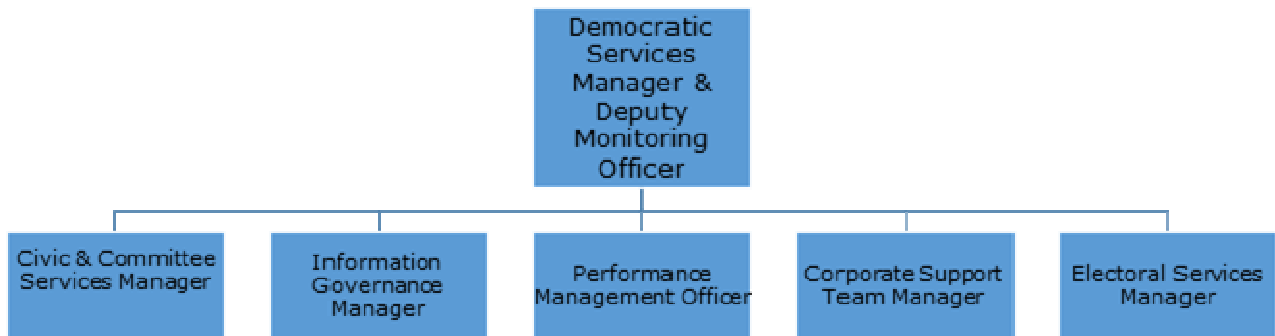 Democratic
Services
Manager &
Deputy
Monitoring
Officer
Civic & Committee
Services Manager
Information
Governance
Manager
Performance
Management Officer
Corporate Support
Team Manager
Electoral Services
Manager